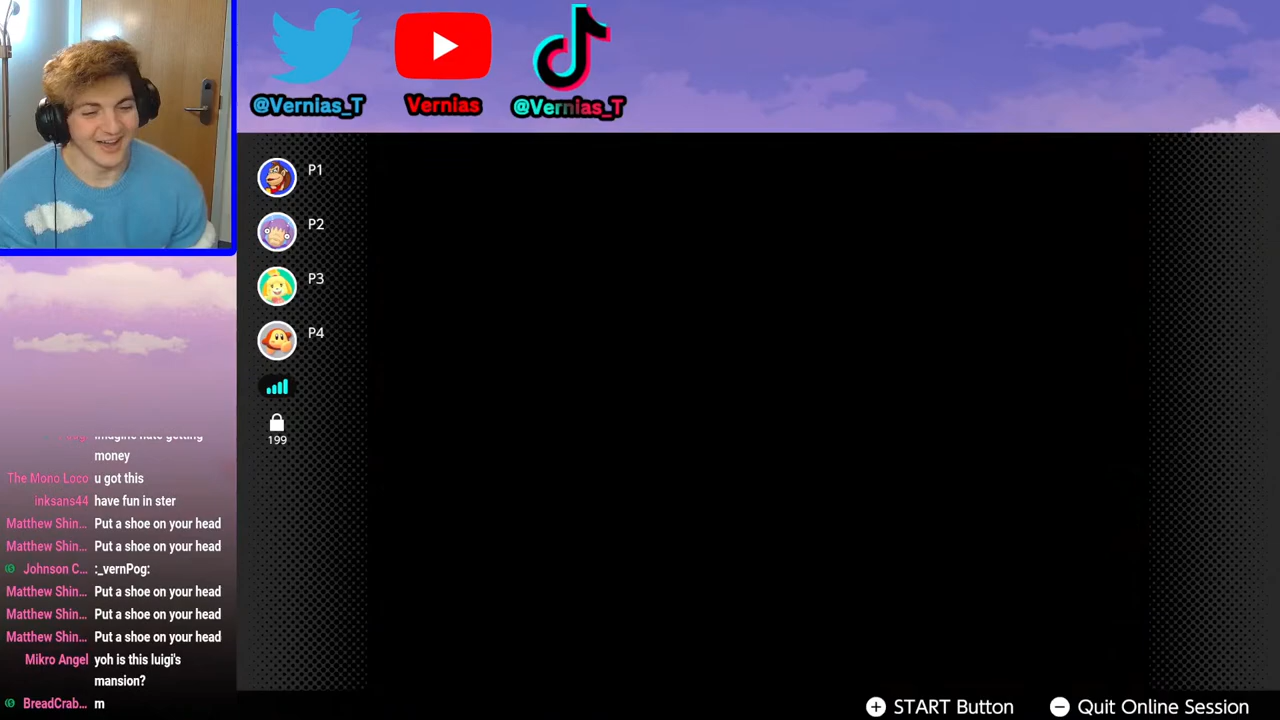 @Vernias_T
Vernias
@Vernias_T
P1
P2
P3
P4
199
imagine hate getting
money
The Mono Loco u got this
inksans44 have fun in ster
Matthew Shin... Put a shoe on your head
Matthew Shin... Put a shoe on your head
Johnson C... :_vernPog:
Matthew Shin... Put a shoe on your head
Matthew Shin... Put a shoe on your head
Matthew Shin... Put a shoe on your head
Mikro Angel yoh is this luigi's
mansion?
BreadCrab... m
START Button
Quit Online Session